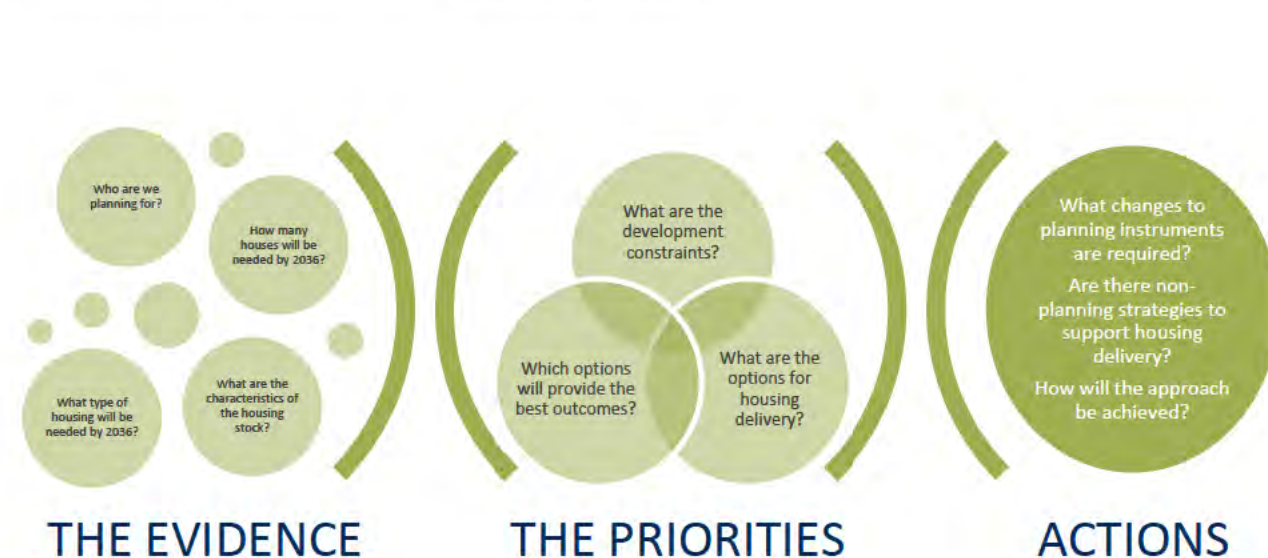 Who are we
planning for?
How many
houses will be
needed by 2036?
What type of
housing will be
needed by 2036?
What are the
characteristics of
the housing
stock?
THE EVIDENCE
What are the
development
constraints?
Which options
will provide the
best outcomes?
What are the
options for
housing
delivery?
THE PRIORITIES
What changes to
planning instruments
are required?
Are there non-
planning strategies to
support housing
delivery?
How will the approach
be achieved?
ACTIONS